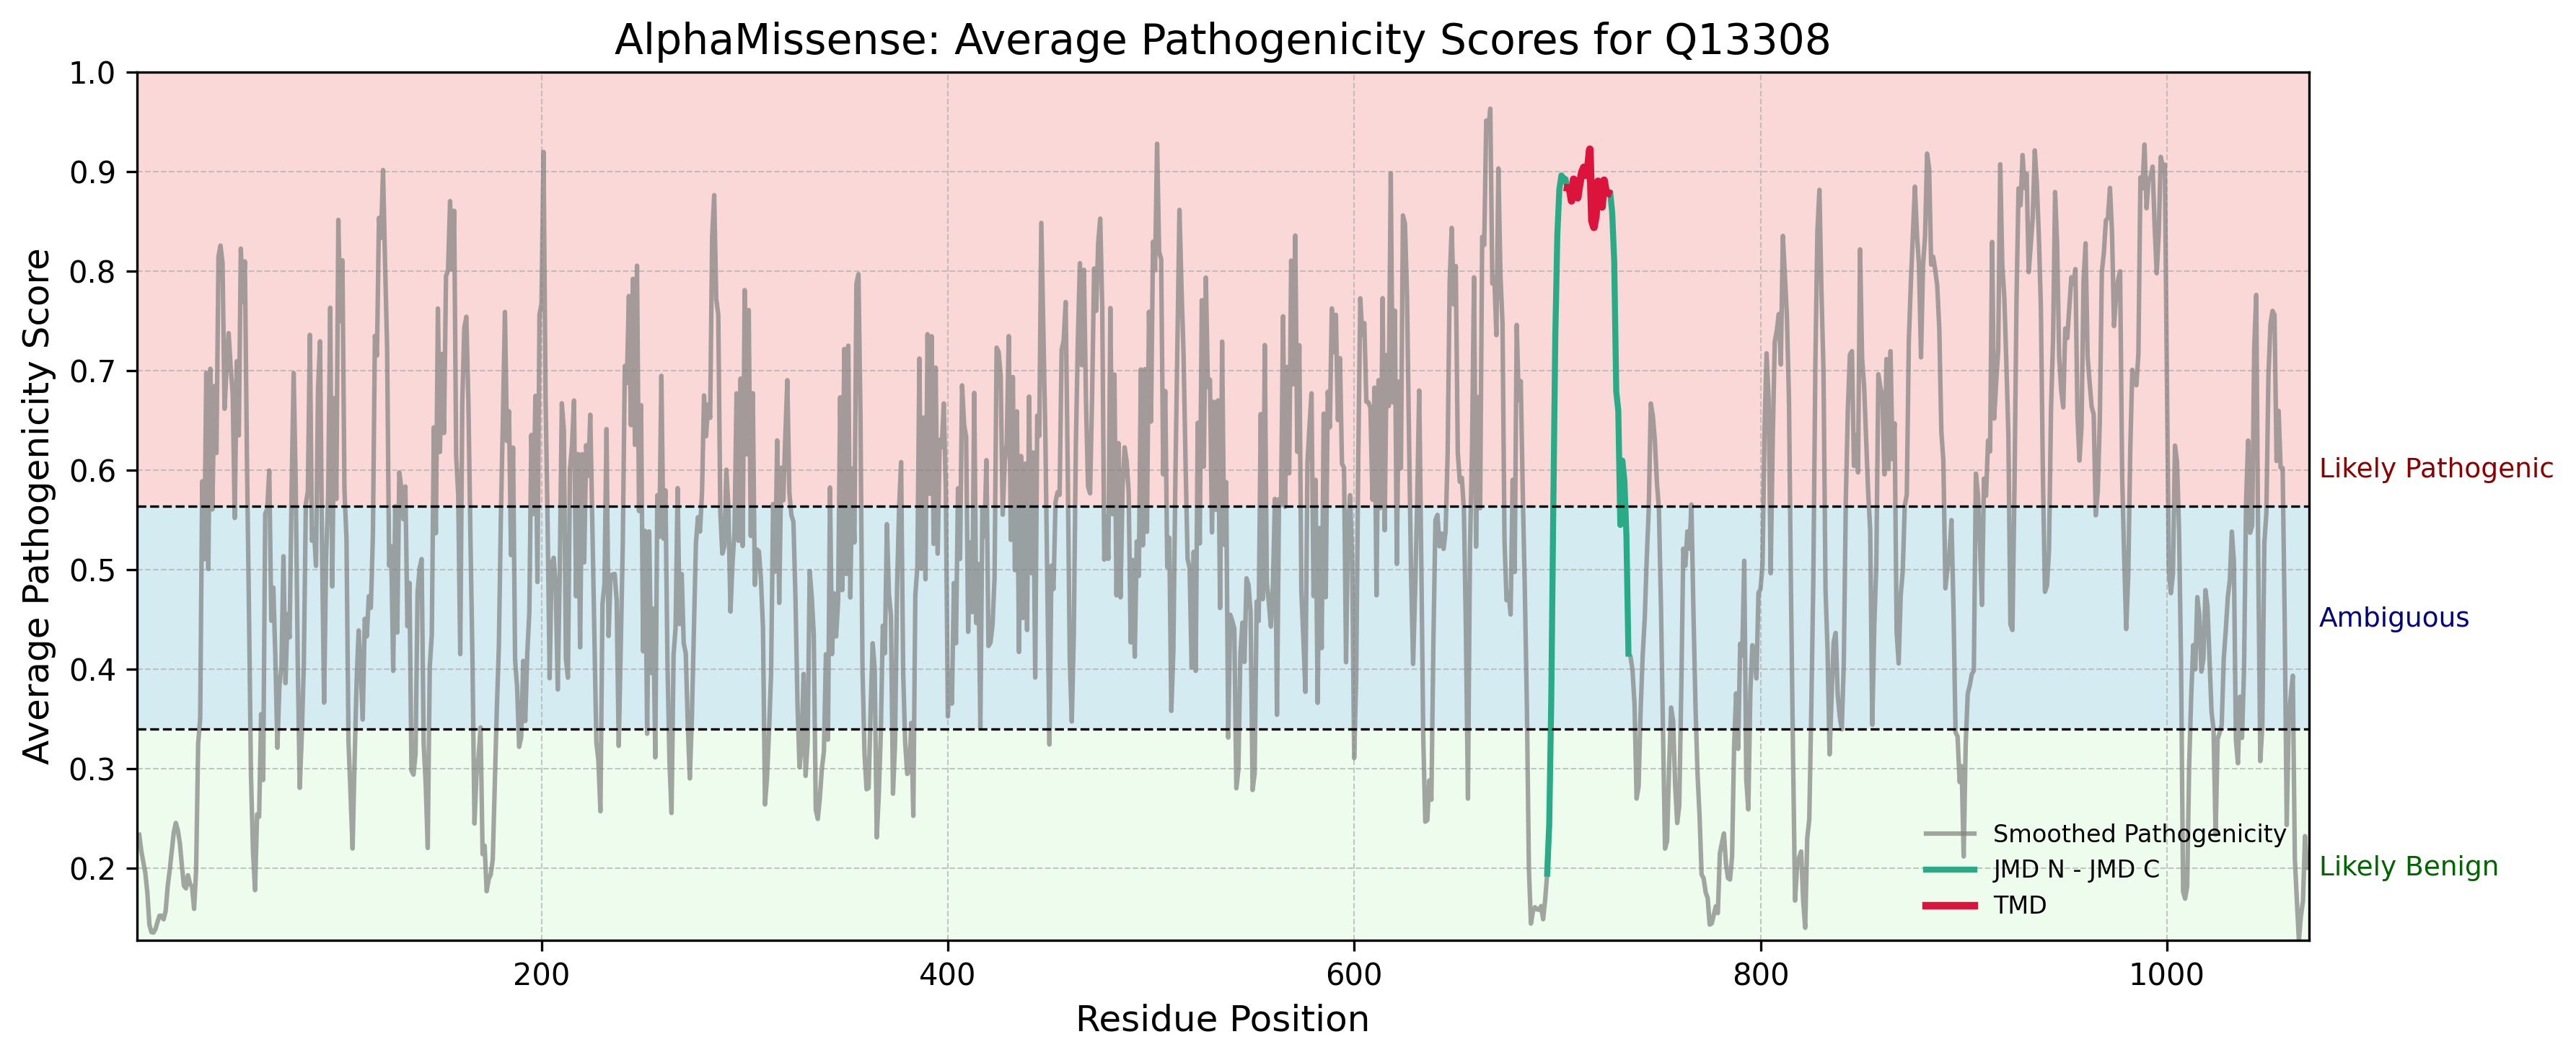 AlphaMissense: Average Pathogenicity Scores for Q13308
Average Pathogenicity Score
1.0
0.9
0.8
0.7
0.6
0.5
0.4
0.3
0.2
Likely Pathogenic
Ambiguous
Likely Benign
Smoothed Pathogenicity
JMD N - JMD C
TMD
200
400
600
800
1000
Residue Position